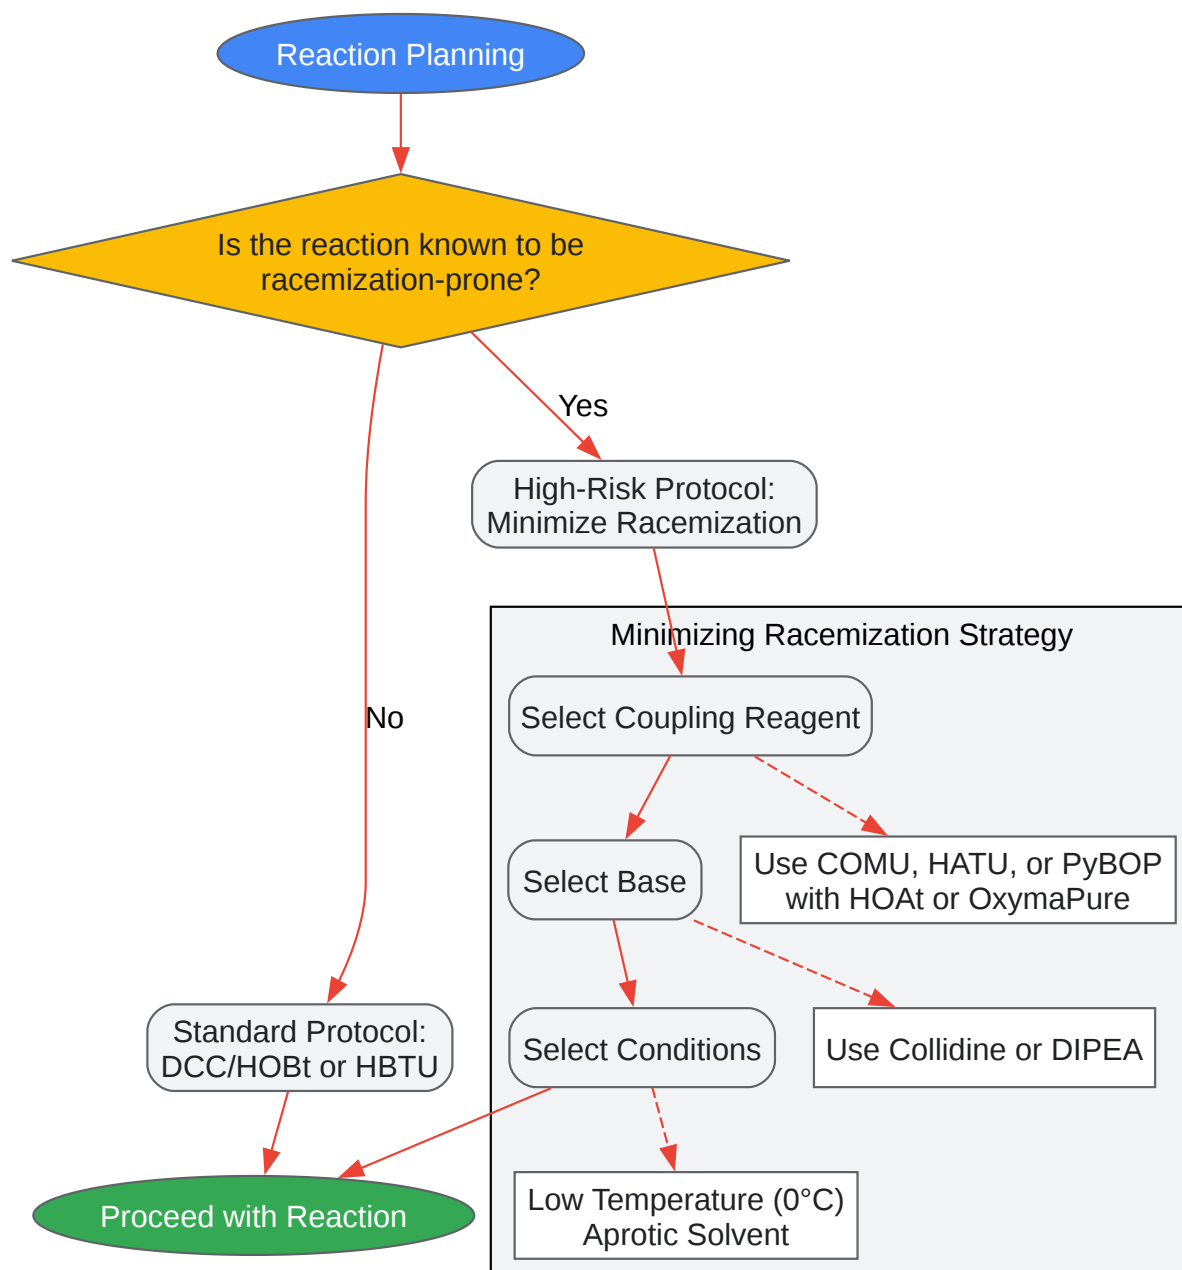 Reaction Planning
Is the reaction known to be
racemization-prone?
Yes
High-Risk Protocol:
Minimize Racemization
Minimizing Racemization Strategy
Select Coupling Reagent
No
Use COMU, HATU, or PyBOP
with HOAt or OxymaPure
Select Base
Standard Protocol:
DCC/HOBt or HBTU
Select Conditions
Use Collidine or DIPEA
Proceed with Reaction
Low Temperature (0°C)
Aprotic Solvent